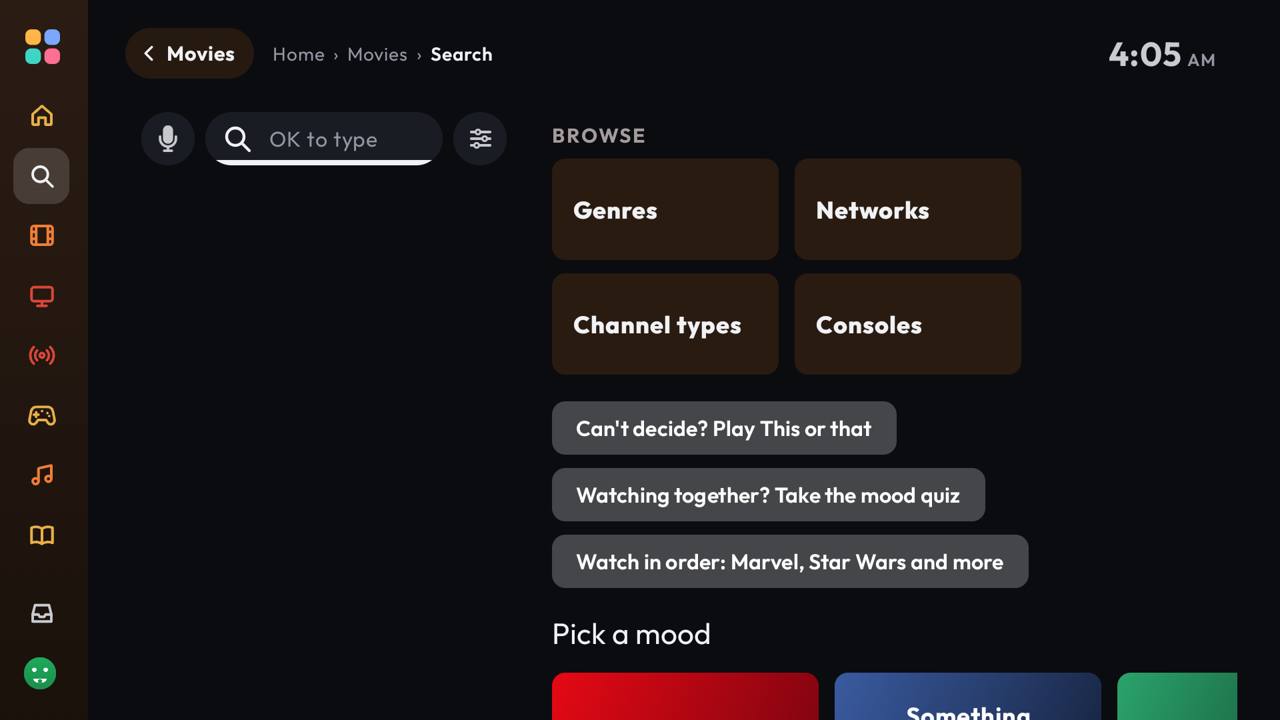 Movies
Home › Movies › Search
4:05 AM
OK to type
BROWSE
Genres
Networks
Channel types
Consoles
Can't decide? Play This or that
Watching together? Take the mood quiz
Watch in order: Marvel, Star Wars and more
Pick a mood
Something